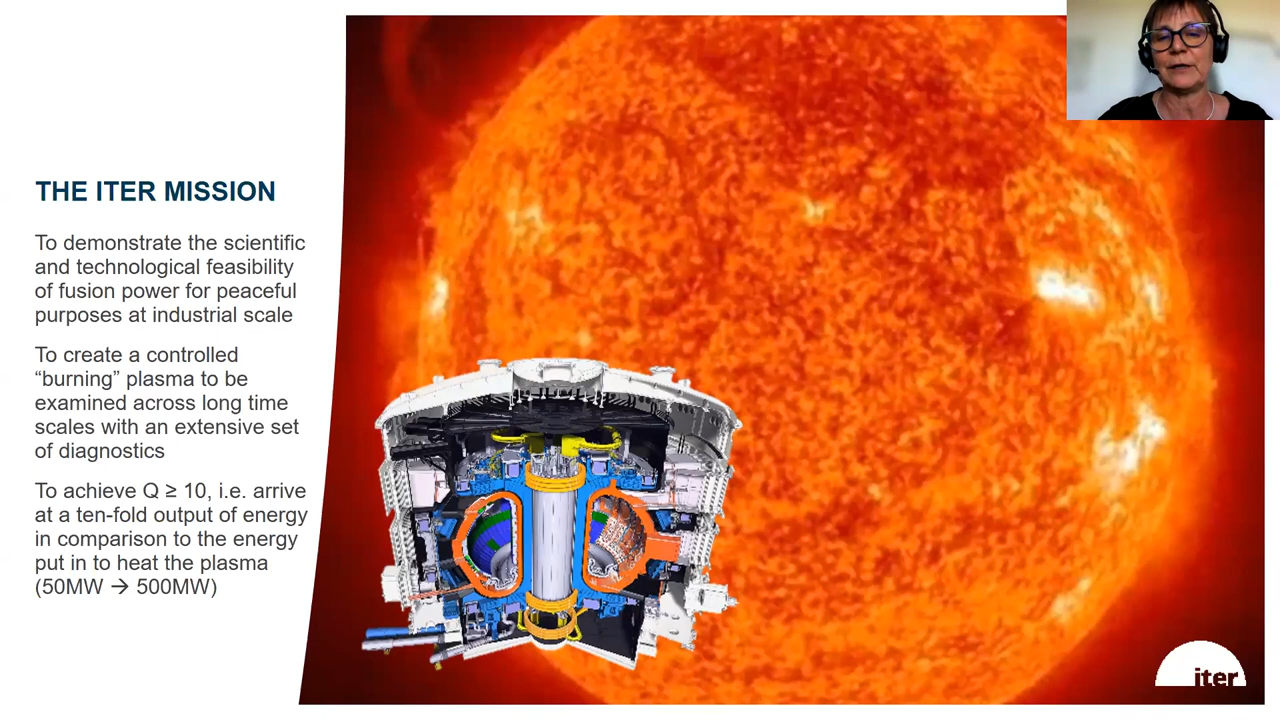 THE ITER MISSION
To demonstrate the scientific
and technological feasibility
of fusion power for peaceful
purposes at industrial scale
To create a controlled
“burning” plasma to be
examined across long time
scales with an extensive set
of diagnostics
To achieve Q ≥ 10, i.e. arrive
at a ten-fold output of energy
in comparison to the energy
put in to heat the plasma
(50MW → 500MW)
iter